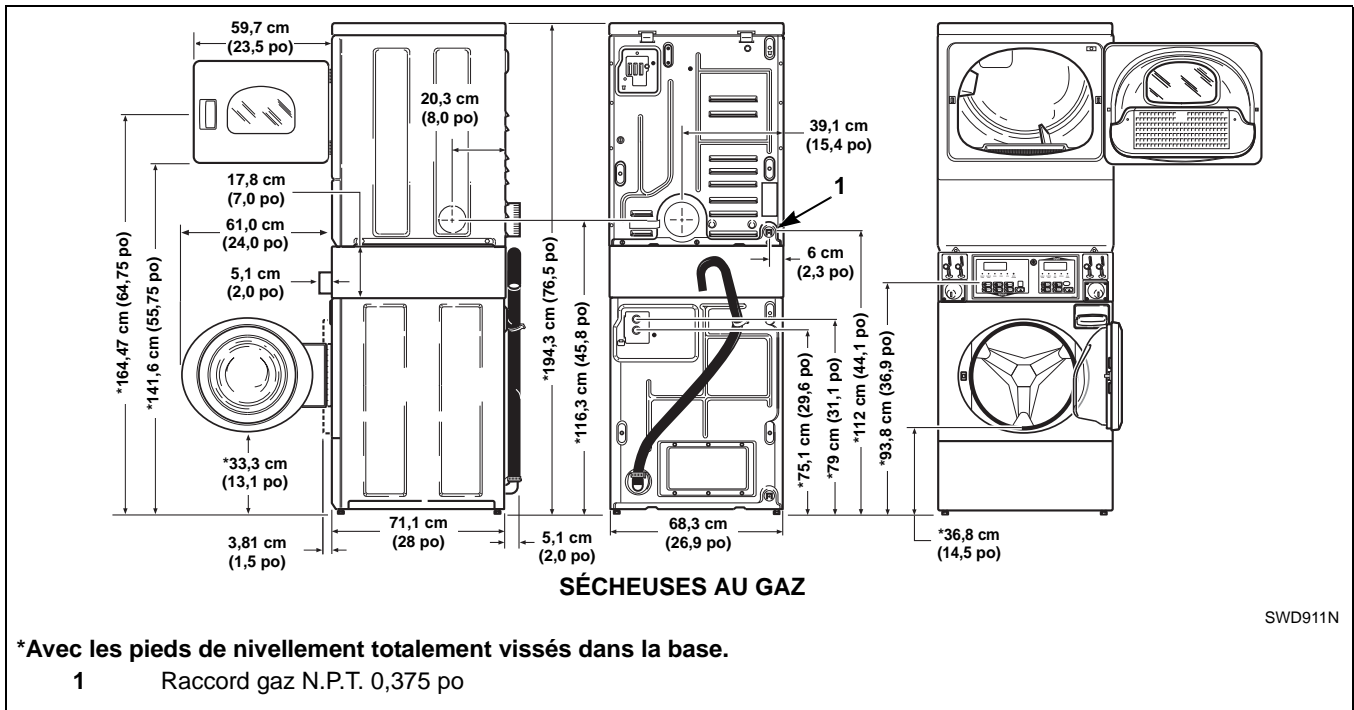 59,7 cm
(23,5 po)
20,3 cm
(8,0 po)
39,1 cm
(15,4 po)
17,8 cm
(7,0 po)
1
61,0 cm
(24,0 po)
6 cm
(2,3 po)
5,1 cm
(2,0 po)
*164,47 cm (64,75 po)
*141,6 cm (55,75 po)
*194,3 cm (76,5 po)
*116,3 cm (45,8 po)
*75,1 cm (29,6 po)
*79 cm (31,1 po)
*112 cm (44,1 po)
*93,8 cm (36,9 po)
*33,3 cm
(13,1 po)
71,1 cm
(28 po)
68,3 cm
(26,9 po)
*36,8 cm
(14,5 po)
3,81 cm
(1,5 po)
5,1 cm
(2,0 po)
SÉCHEUSES AU GAZ
SWD911N
*Avec les pieds de nivellement totalement vissés dans la base.
1 Raccord gaz N.P.T. 0,375 po